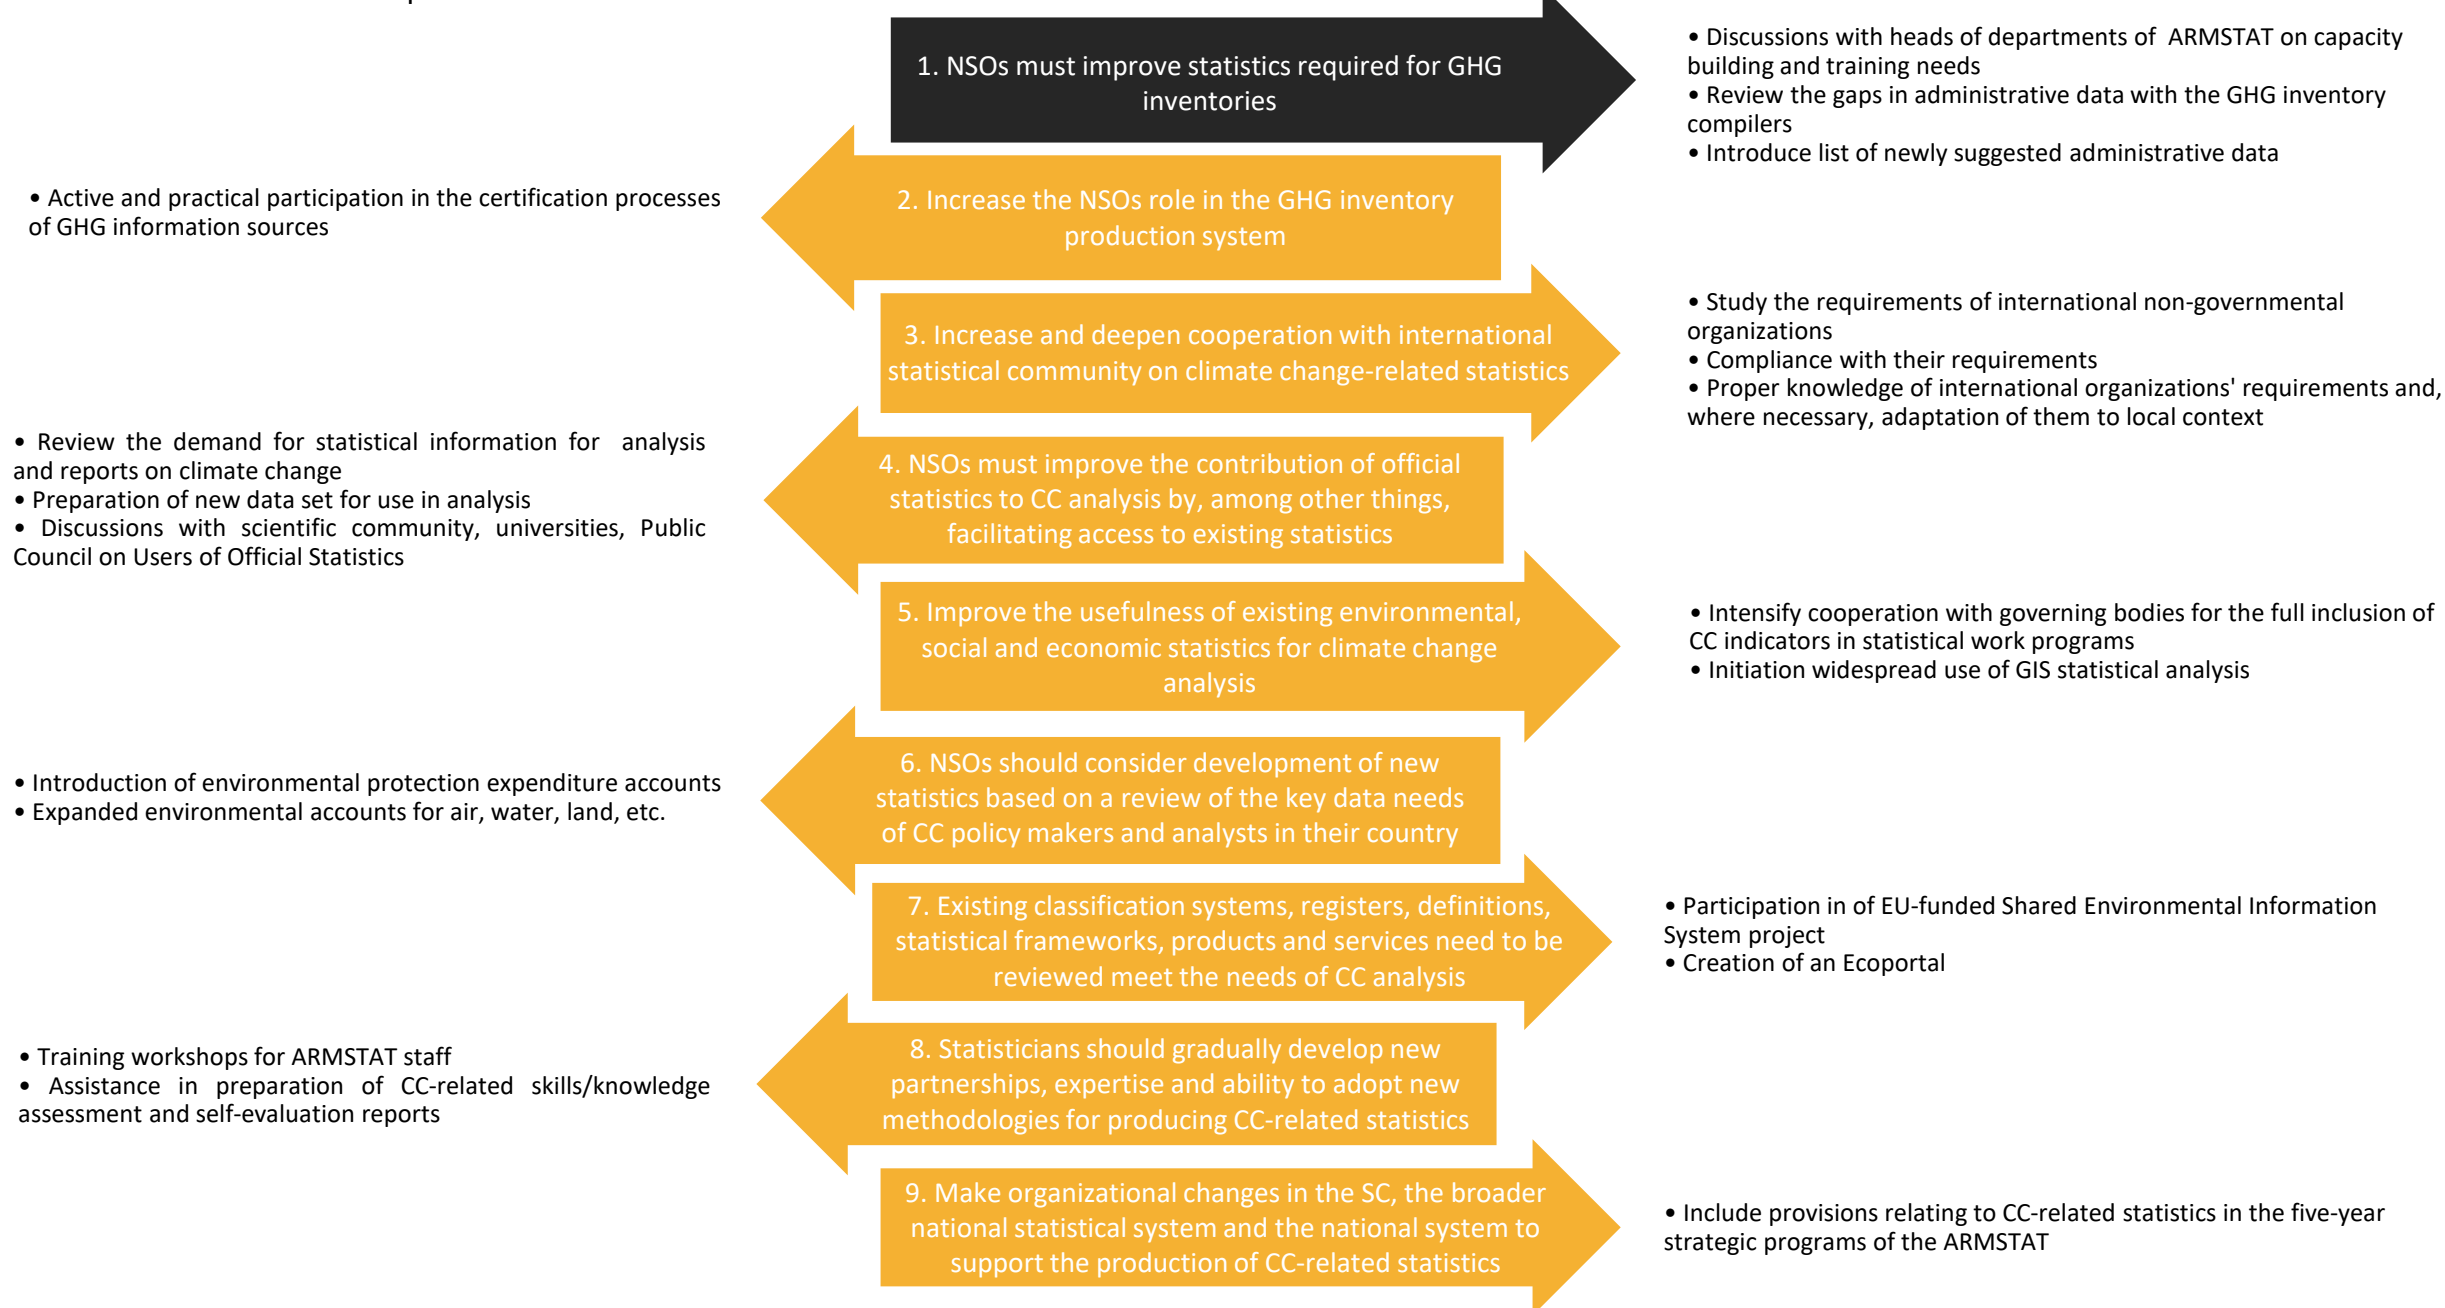 1. NSOs must improve statistics required for GHG
inventories
• Discussions with heads of departments of ARMSTAT on capacity
building and training needs
• Review the gaps in administrative data with the GHG inventory
compilers
• Introduce list of newly suggested administrative data
• Active and practical participation in the certification processes
of GHG information sources
2. Increase the NSOs role in the GHG inventory
production system
3. Increase and deepen cooperation with international
statistical community on climate change-related statistics
• Study the requirements of international non-governmental
organizations
• Compliance with their requirements
• Proper knowledge of international organizations' requirements and,
where necessary, adaptation of them to local context
• Review the demand for statistical information for analysis
and reports on climate change
• Preparation of new data set for use in analysis
• Discussions with scientific community, universities, Public
Council on Users of Official Statistics
4. NSOs must improve the contribution of official
statistics to CC analysis by, among other things,
facilitating access to existing statistics
5. Improve the usefulness of existing environmental,
social and economic statistics for climate change
analysis
• Intensify cooperation with governing bodies for the full inclusion of
CC indicators in statistical work programs
• Initiation widespread use of GIS statistical analysis
• Introduction of environmental protection expenditure accounts
• Expanded environmental accounts for air, water, land, etc.
6. NSOs should consider development of new
statistics based on a review of the key data needs
of CC policy makers and analysts in their country
7. Existing classification systems, registers, definitions,
statistical frameworks, products and services need to be
reviewed meet the needs of CC analysis
• Participation in of EU-funded Shared Environmental Information
System project
• Creation of an Ecoportal
• Training workshops for ARMSTAT staff
• Assistance in preparation of CC-related skills/knowledge
assessment and self-evaluation reports
8. Statisticians should gradually develop new
partnerships, expertise and ability to adopt new
methodologies for producing CC-related statistics
9. Make organizational changes in the SC, the broader
national statistical system and the national system to
support the production of CC-related statistics
• Include provisions relating to CC-related statistics in the five-year
strategic programs of the ARMSTAT